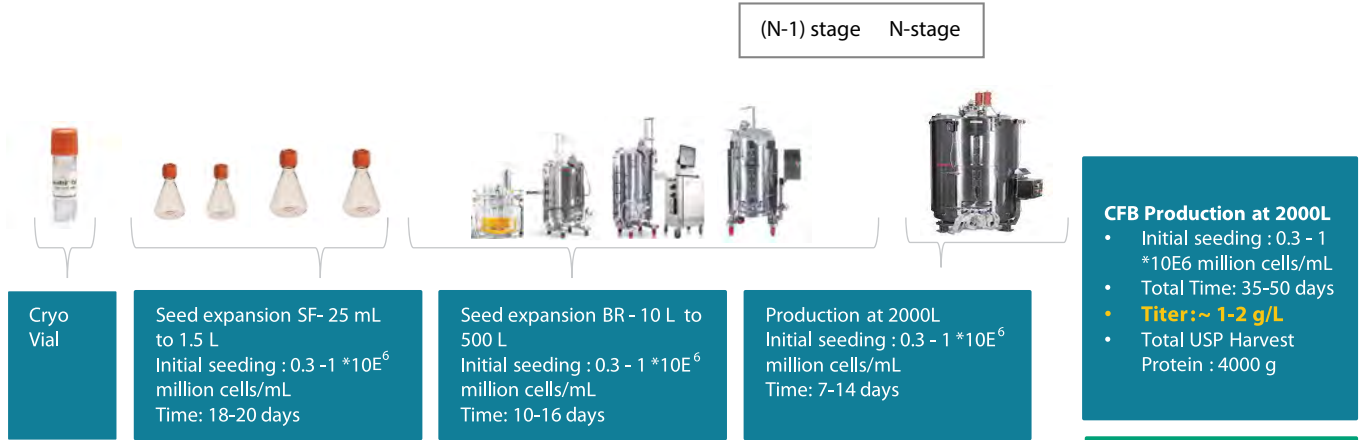 (N-1) stage N-stage
Cryo
Vial
Seed expansion SF- 25 mL
to 1.5 L
Initial seeding : 0.3 -1 *10E⁶
million cells/mL
Time: 18-20 days
Seed expansion BR - 10 L to
500 L
Initial seeding : 0.3 - 1 *10E⁶
million cells/mL
Time: 10-16 days
Production at 2000L
Initial seeding : 0.3 - 1 *10E⁶
million cells/mL
Time: 7-14 days
CFB Production at 2000L
• Initial seeding : 0.3 - 1
*10E6 million cells/mL
• Total Time: 35-50 days
• Titer:~ 1-2 g/L
• Total USP Harvest
Protein : 4000 g